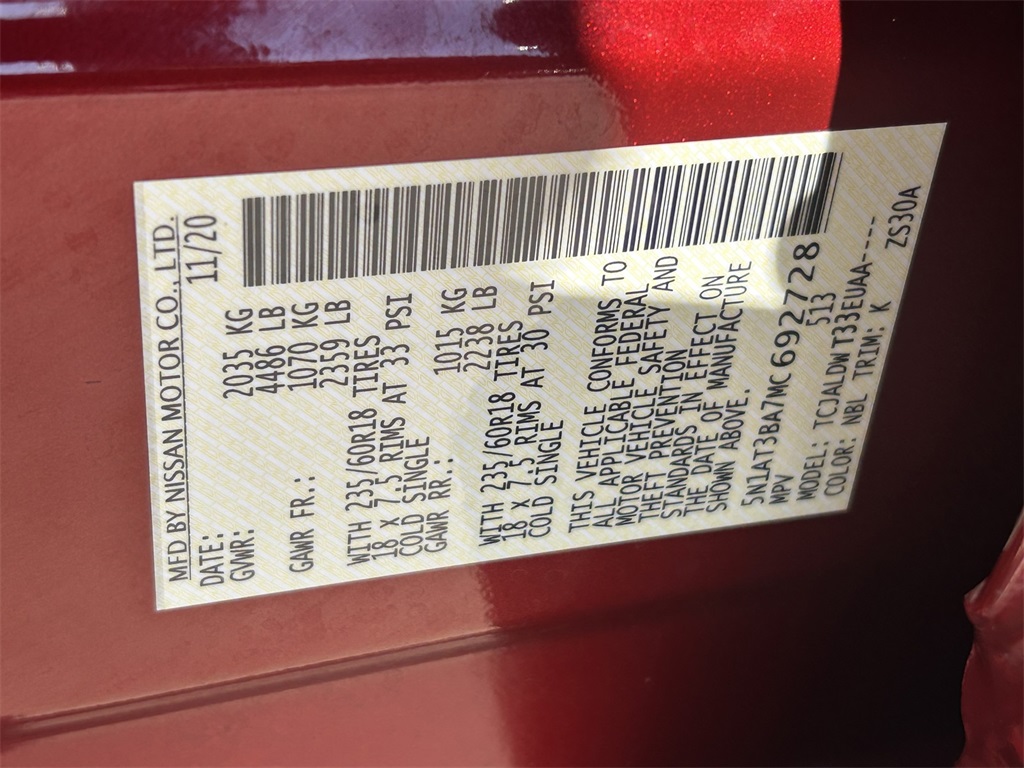 MFD BY NISSAN MOTOR CO., LTD.
DATE: 11/20
GVWR: 2035 KG
4486 LB
GAWR FR.: 1070 KG
2359 LB
WITH 235/60R18 TIRES
18 X 7.5 RIMS AT 33 PSI
COLD SINGLE
GAWR RR.: 1015 KG
2238 LB
WITH 235/60R18 TIRES
18 X 7.5 RIMS AT 30 PSI
COLD SINGLE
THIS VEHICLE CONFORMS TO
ALL APPLICABLE FEDERAL
MOTOR VEHICLE SAFETY AND
THEFT PREVENTION
STANDARDS IN EFFECT ON
THE DATE OF MANUFACTURE
SHOWN ABOVE.
5N1AT3BA7MC692728
MPV 513
MODEL: TCJALDWT33EUAA----
COLOR: NBL TRIM: K ZS30A